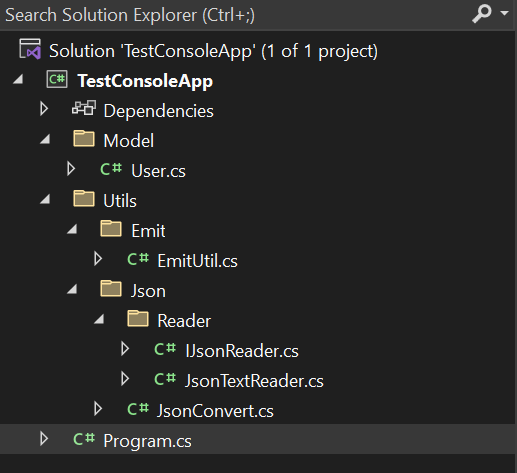 Search Solution Explorer (Ctrl+;)
Solution 'TestConsoleApp' (1 of 1 project)
C# TestConsoleApp
Dependencies
Model
C# User.cs
Utils
Emit
C# EmitUtil.cs
Json
Reader
C# IJsonReader.cs
C# JsonTextReader.cs
C# JsonConvert.cs
C# Program.cs